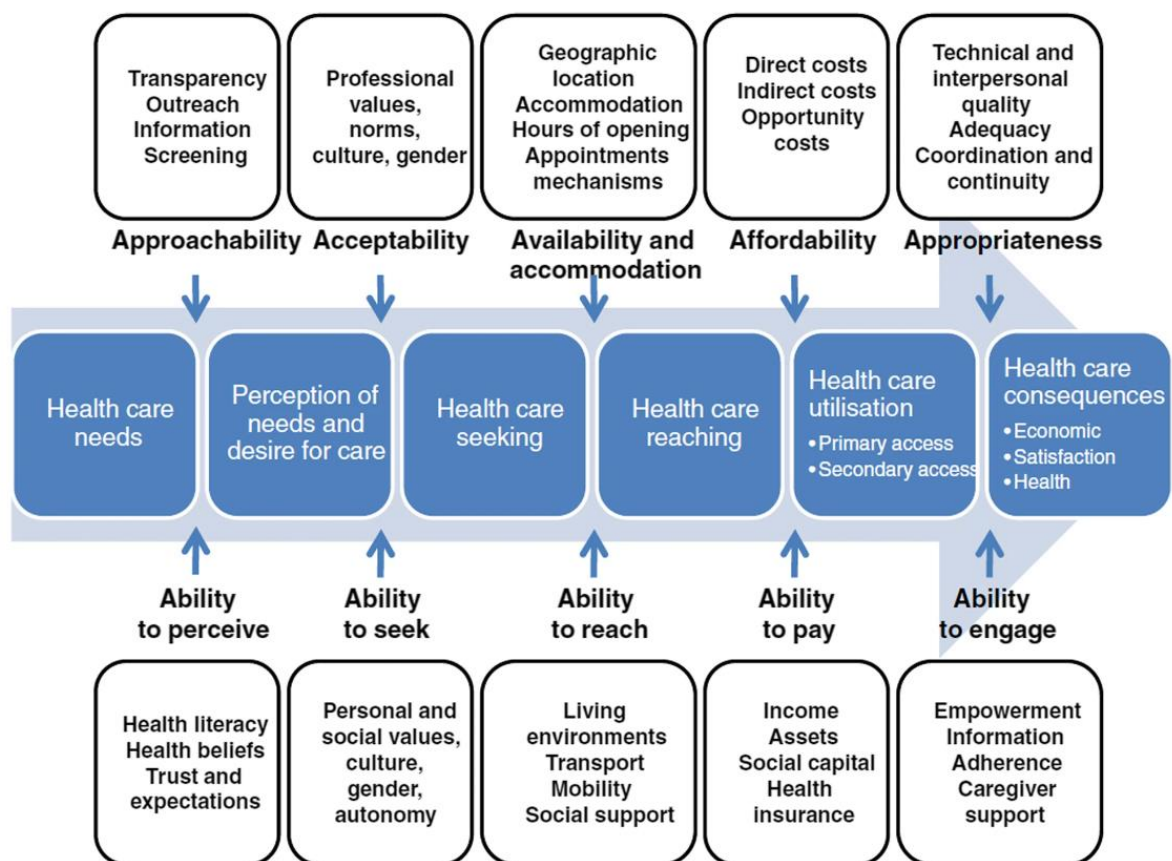 Transparency
Outreach
Information
Screening
Professional
values,
norms,
culture, gender
Geographic
location
Accommodation
Hours of opening
Appointments
mechanisms
Direct costs
Indirect costs
Opportunity
costs
Technical and
interpersonal
quality
Adequacy
Coordination and
continuity
Approachability
Acceptability
Availability and
accommodation
Affordability
Appropriateness
Health care
needs
Perception of
needs and
desire for care
Health care
seeking
Health care
reaching
Health care
utilisation
• Primary access
• Secondary access
Health care
consequences
• Economic
• Satisfaction
• Health
Ability
to perceive
Ability
to seek
Ability
to reach
Ability
to pay
Ability
to engage
Health literacy
Health beliefs
Trust and
expectations
Personal and
social values,
culture,
gender,
autonomy
Living
environments
Transport
Mobility
Social support
Income
Assets
Social capital
Health
insurance
Empowerment
Information
Adherence
Caregiver
support